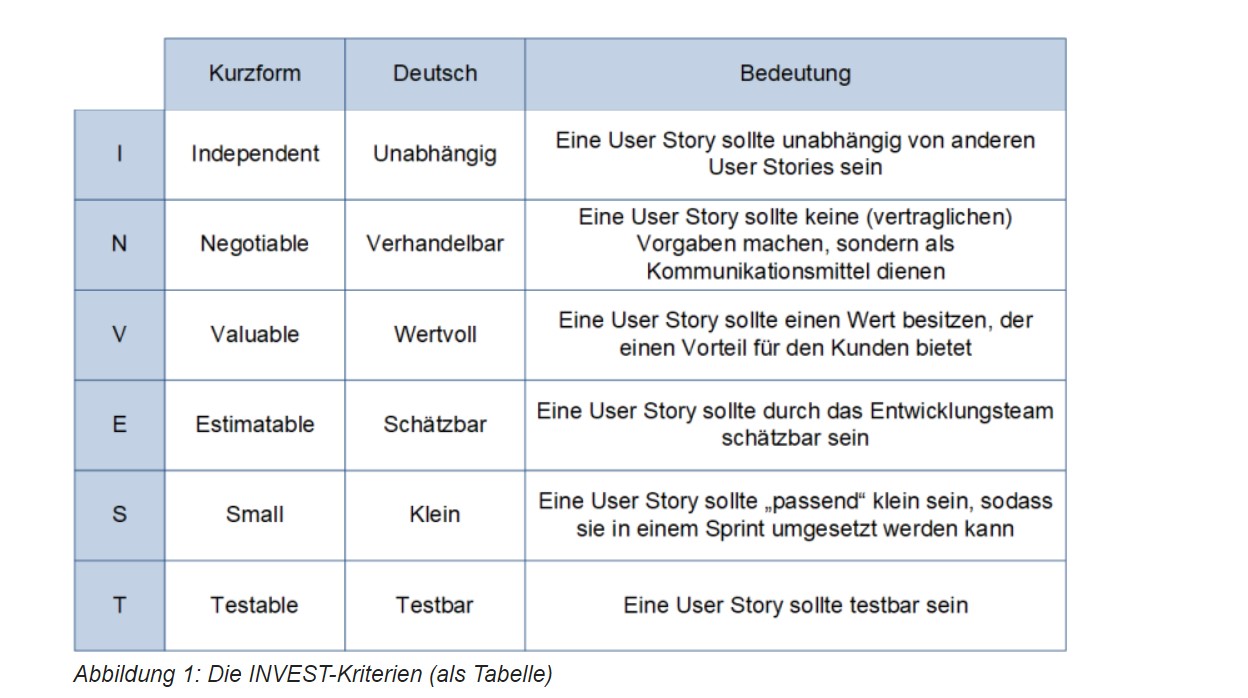 Kurzform Deutsch Bedeutung
I Independent Unabhängig Eine User Story sollte unabhängig von anderen
User Stories sein
N Negotiable Verhandelbar Eine User Story sollte keine (vertraglichen)
Vorgaben machen, sondern als
Kommunikationsmittel dienen
V Valuable Wertvoll Eine User Story sollte einen Wert besitzen, der
einen Vorteil für den Kunden bietet
E Estimatable Schätzbar Eine User Story sollte durch das Entwicklungsteam
schätzbar sein
S Small Klein Eine User Story sollte „passend“ klein sein, sodass
sie in einem Sprint umgesetzt werden kann
T Testable Testbar Eine User Story sollte testbar sein
Abbildung 1: Die INVEST-Kriterien (als Tabelle)